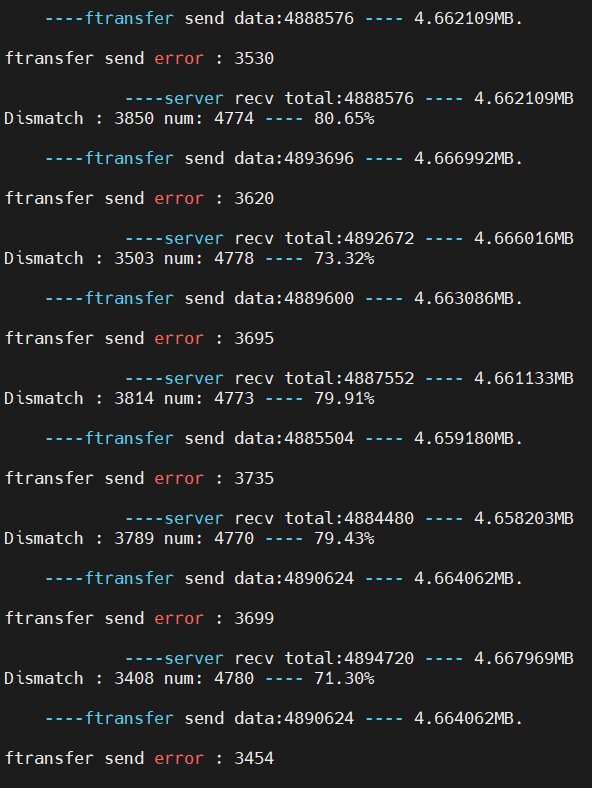 ----ftransfer send data:4888576 ---- 4.662109MB.
ftransfer send error : 3530
----server recv total:4888576 ---- 4.662109MB
Dismatch : 3850 num: 4774 ---- 80.65%
----ftransfer send data:4893696 ---- 4.666992MB.
ftransfer send error : 3620
----server recv total:4892672 ---- 4.666016MB
Dismatch : 3503 num: 4778 ---- 73.32%
----ftransfer send data:4889600 ---- 4.663086MB.
ftransfer send error : 3695
----server recv total:4887552 ---- 4.661133MB
Dismatch : 3814 num: 4773 ---- 79.91%
----ftransfer send data:4885504 ---- 4.659180MB.
ftransfer send error : 3735
----server recv total:4884480 ---- 4.658203MB
Dismatch : 3789 num: 4770 ---- 79.43%
----ftransfer send data:4890624 ---- 4.664062MB.
ftransfer send error : 3699
----server recv total:4894720 ---- 4.667969MB
Dismatch : 3408 num: 4780 ---- 71.30%
----ftransfer send data:4890624 ---- 4.664062MB.
ftransfer send error : 3454